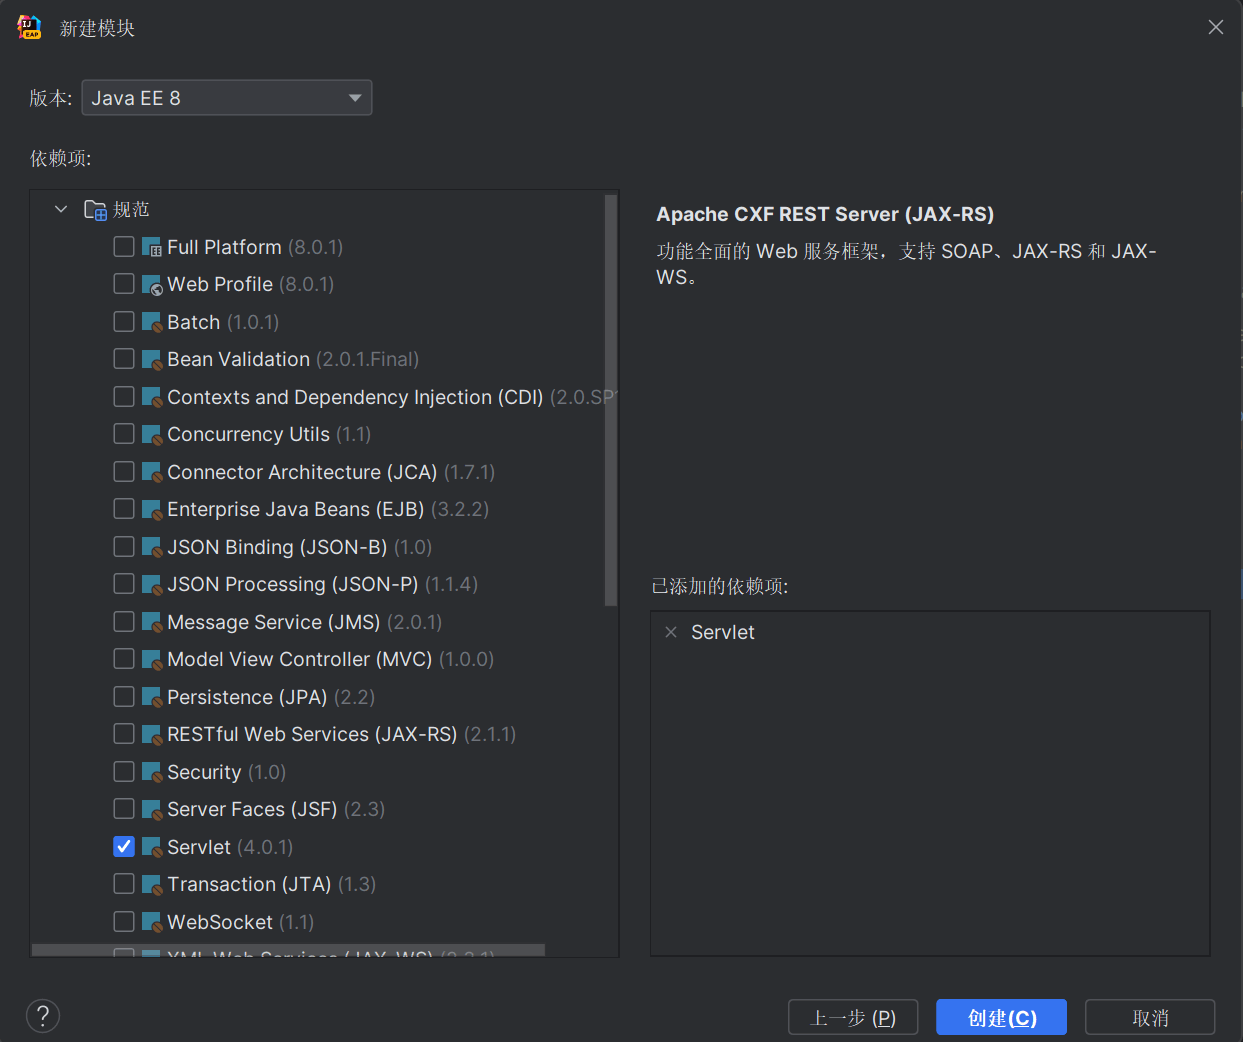 新建模块
版本: Java EE 8
依赖项:
规范
Full Platform (8.0.1)
Web Profile (8.0.1)
Batch (1.0.1)
Bean Validation (2.0.1.Final)
Contexts and Dependency Injection (CDI) (2.0.SP
Concurrency Utils (1.1)
Connector Architecture (JCA) (1.7.1)
Enterprise Java Beans (EJB) (3.2.2)
JSON Binding (JSON-B) (1.0)
JSON Processing (JSON-P) (1.1.4)
Message Service (JMS) (2.0.1)
Model View Controller (MVC) (1.0.0)
Persistence (JPA) (2.2)
RESTful Web Services (JAX-RS) (2.1.1)
Security (1.0)
Server Faces (JSF) (2.3)
Servlet (4.0.1)
Transaction (JTA) (1.3)
WebSocket (1.1)
XML Web Services (JAX-WS)
Apache CXF REST Server (JAX-RS)
功能全面的 Web 服务框架，支持 SOAP、JAX-RS 和 JAX-
WS。
已添加的依赖项:
Servlet
?
上一步 (P)
创建(C)
取消